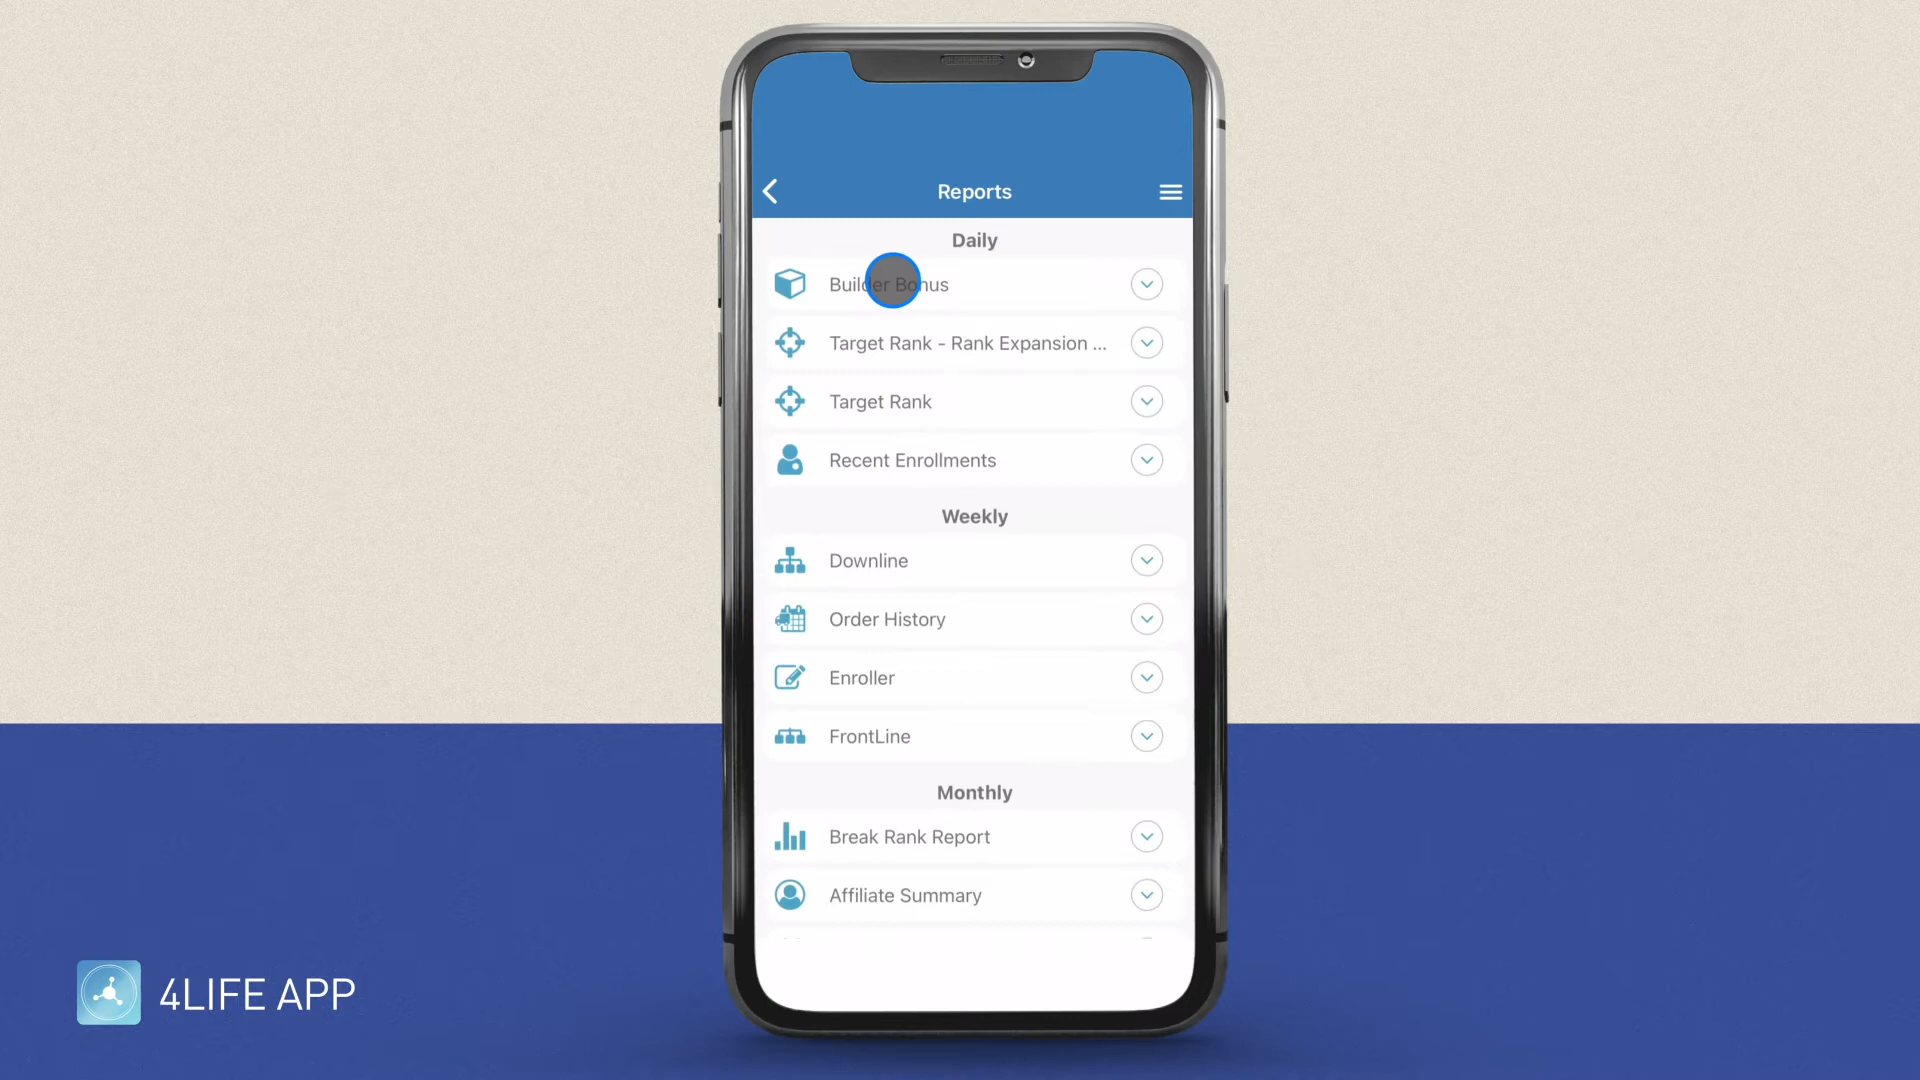 Reports
Daily
Builder Bonus
Target Rank - Rank Expansion ...
Target Rank
Recent Enrollments
Weekly
Downline
Order History
Enroller
FrontLine
Monthly
Break Rank Report
Affiliate Summary
4LIFE APP